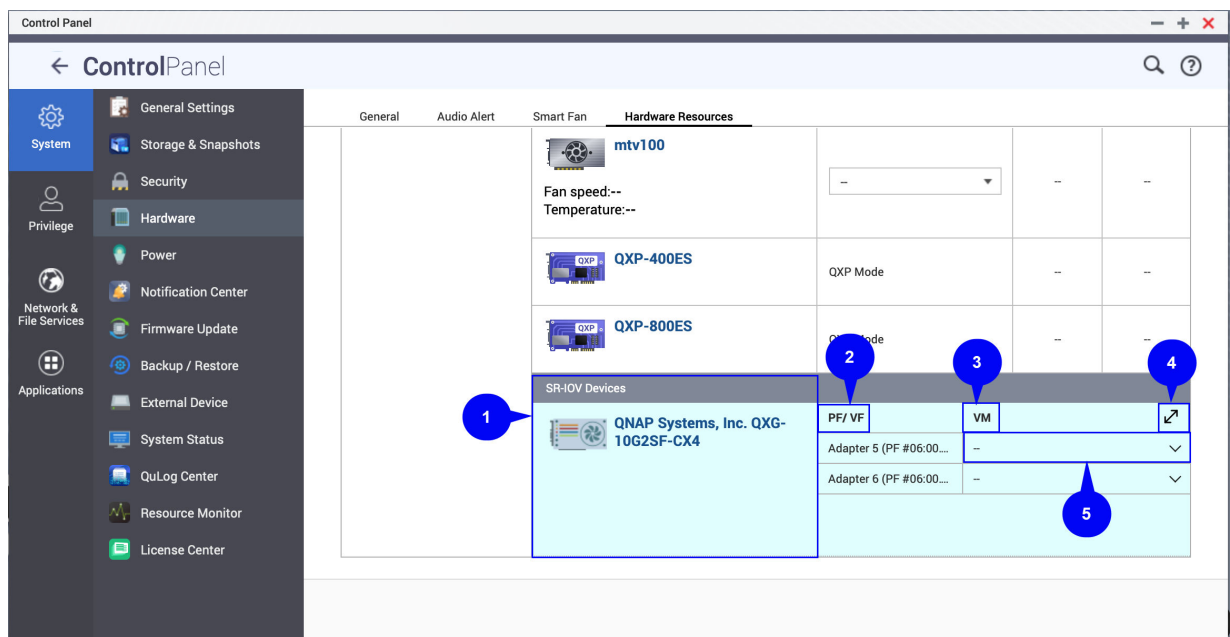 Control Panel
ControlPanel
System
Privilege
Network &
File Services
Applications
General Settings
Storage & Snapshots
Security
Hardware
Power
Notification Center
Firmware Update
Backup / Restore
External Device
System Status
QuLog Center
Resource Monitor
License Center
General Audio Alert Smart Fan Hardware Resources
mtv100
Fan speed:--
Temperature:--
-- -- --
QXP
QXP-400ES
QXP Mode -- --
QXP
QXP-800ES
-- --
2
3
4
SR-IOV Devices
1
QNAP Systems, Inc. QXG-
10G2SF-CX4
PF/ VF VM
Adapter 5 (PF #06:00.... --
Adapter 6 (PF #06:00.... --
5